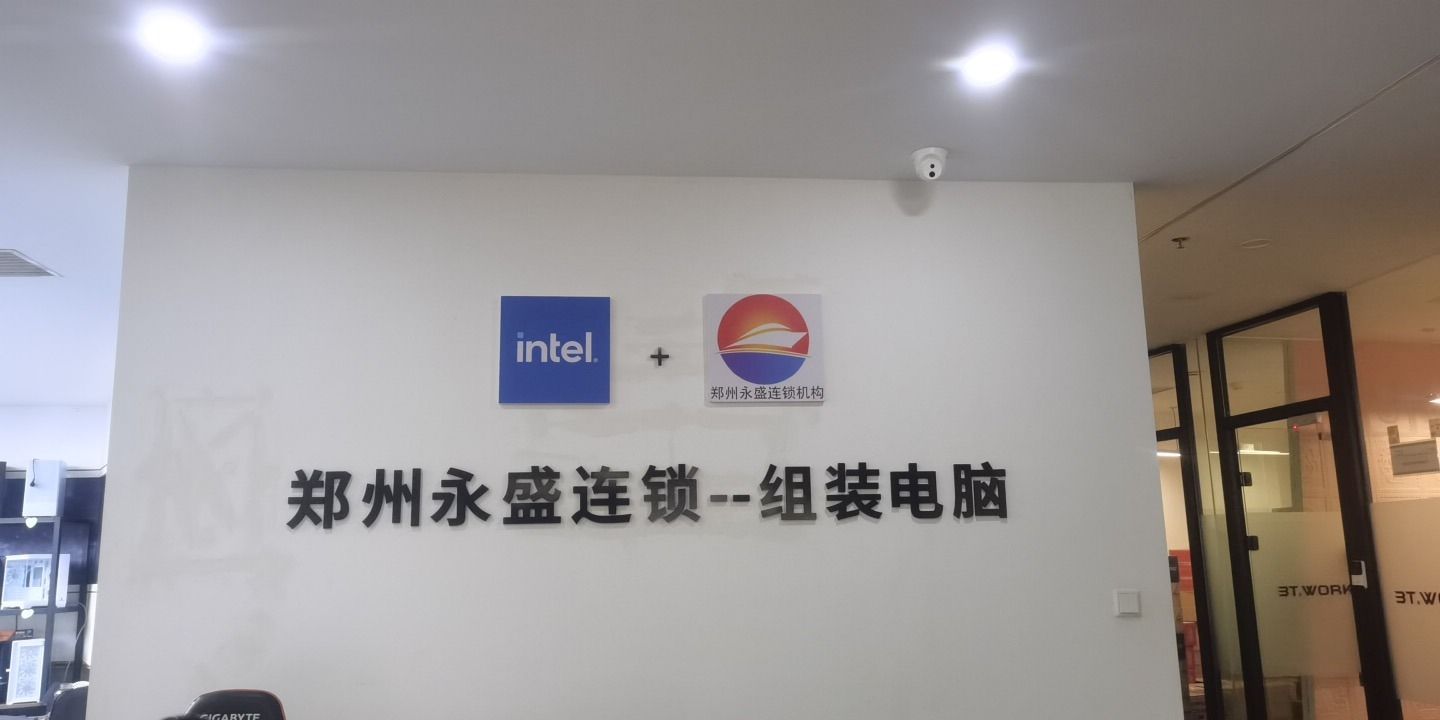 intel.
+
郑州永盛连锁机构
郑州永盛连锁--组装电脑
GIGABYTE
3T.WORK
3T.W